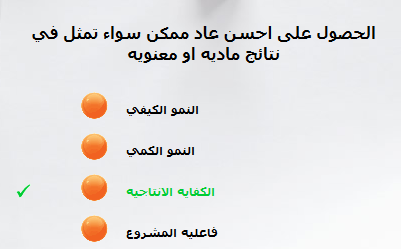 الحصول على احسن عاد ممكن سواء تمثل في
نتائج ماديه او معنويه
النمو الكيفي
النمو الكمي
الكفايه الانتاجيه
فاعليه المشروع